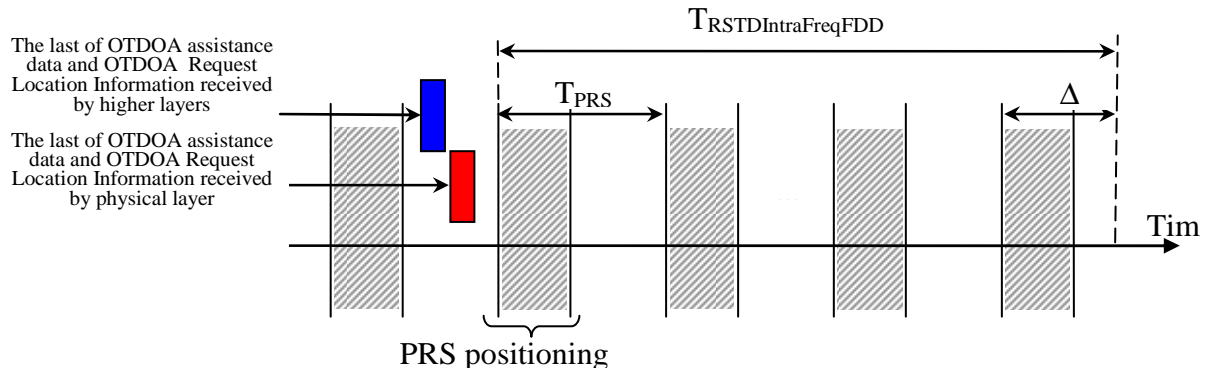 T_RSTDIntraFreqFDD
The last of OTDOA assistance
data and OTDOA Request
Location Information received
by higher layers
T_PRS
Δ
The last of OTDOA assistance
data and OTDOA Request
Location Information received
by physical layer
Tim
PRS positioning